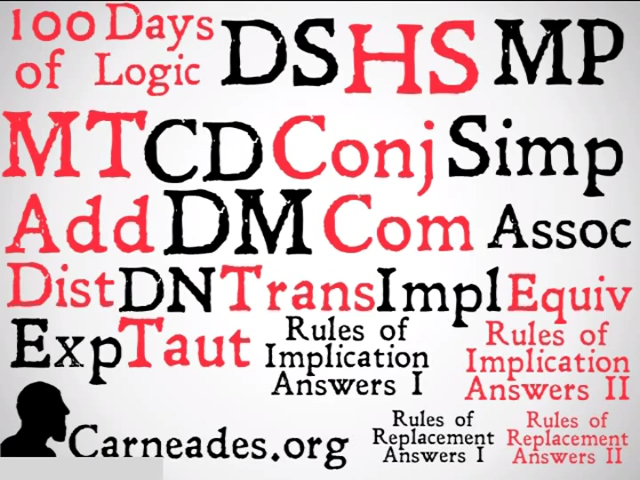 100 Days
of Logic
DS HS MP
MT CD Conj Simp
Add DM Com Assoc
Dist DN Trans Impl Equiv
Exp Taut
Rules of
Implication
Answers I
Rules of
Implication
Answers II
Carneades.org
Rules of
Replacement
Answers I
Rules of
Replacement
Answers II